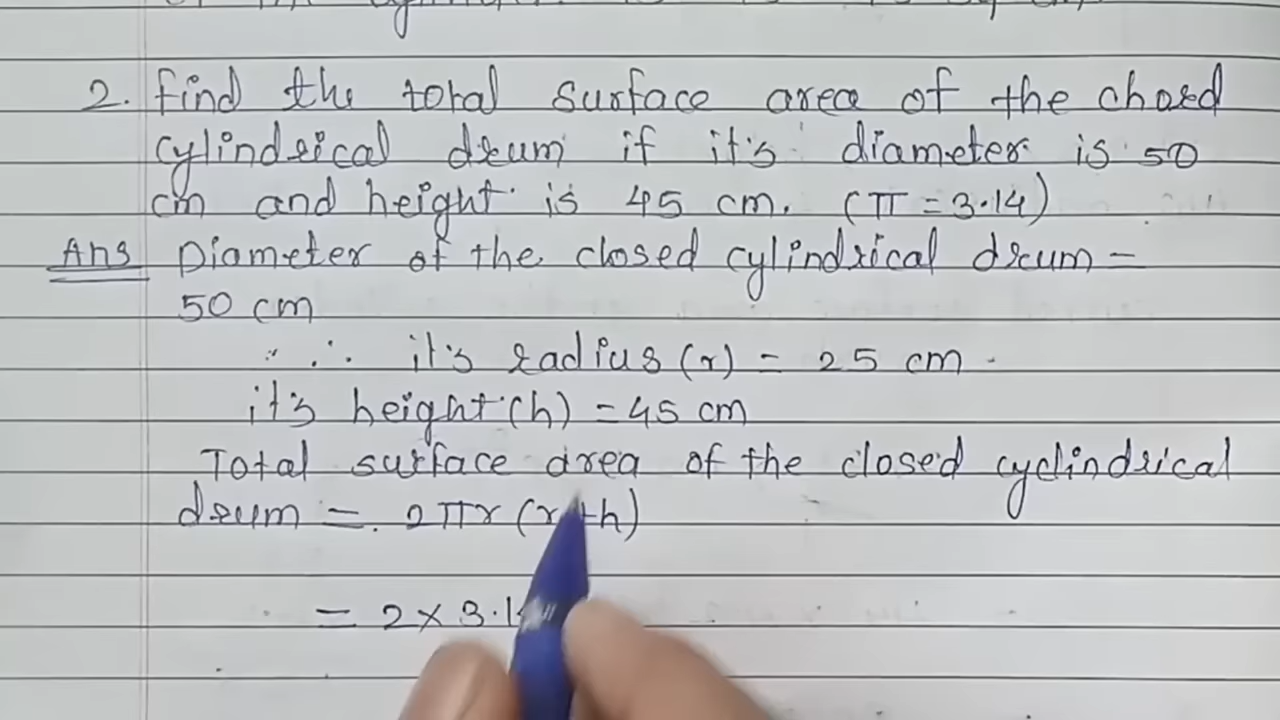 2. find the total surface area of the chosed
cylindrical drum if it's diameter is 50
cm and height is 45 cm. (π = 3.14)
Ans Diameter of the closed cylindrical drum -
50 cm
∴ it's radius (r) = 25 cm
it's height (h) = 45 cm
Total surface area of the closed cyclindrical
drum = 2πr (r+h)
= 2 × 3.1